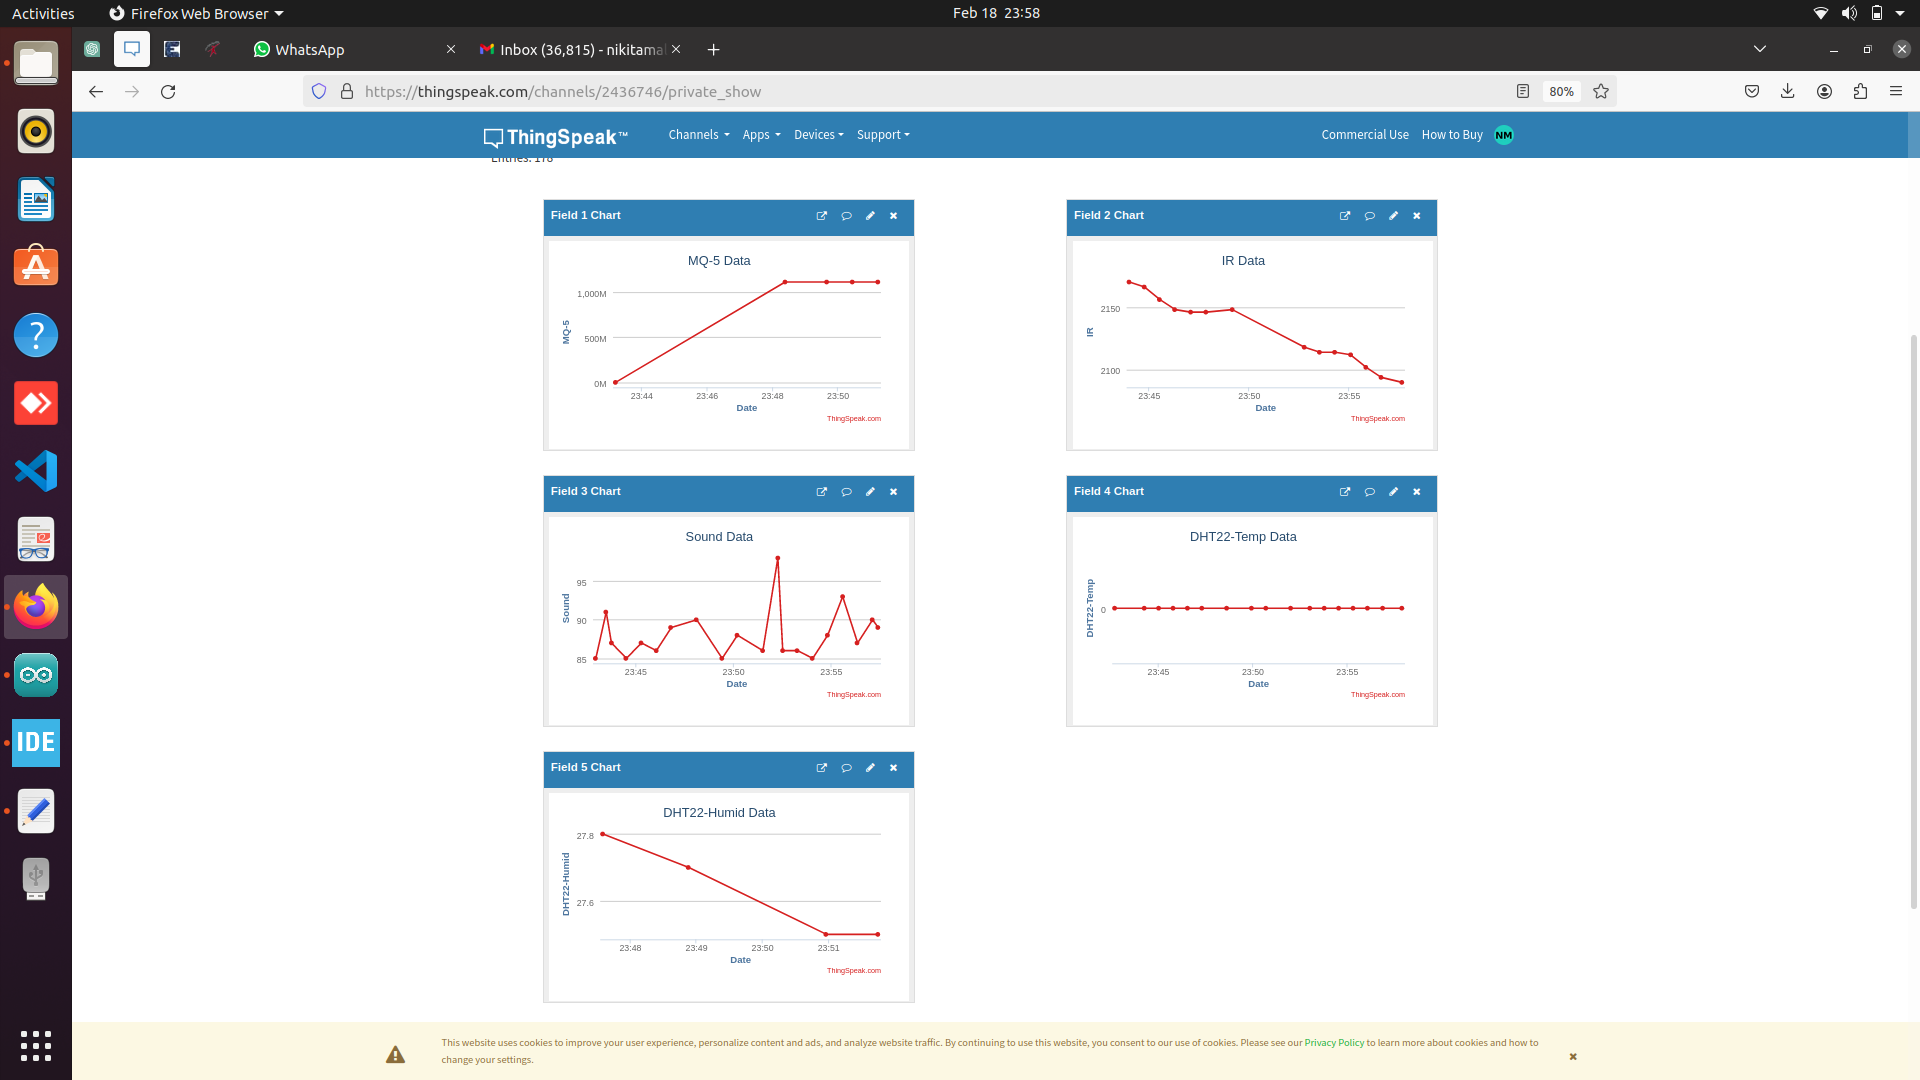 Activities
Firefox Web Browser
Feb 18 23:58
WhatsApp
Inbox (36,815) - nikitamal
https://thingspeak.com/channels/2436746/private_show
80%
ThingSpeak™
Channels
Apps
Devices
Support
Commercial Use
How to Buy
NM
Entries: 178
Field 1 Chart
MQ-5 Data
MQ-5
1,000M
500M
0M
23:44 23:46 23:48 23:50
Date
ThingSpeak.com
Field 2 Chart
IR Data
IR
2150
2100
23:45 23:50 23:55
Date
ThingSpeak.com
Field 3 Chart
Sound Data
Sound
95
90
85
23:45 23:50 23:55
Date
ThingSpeak.com
Field 4 Chart
DHT22-Temp Data
DHT22-Temp
0
23:45 23:50 23:55
Date
ThingSpeak.com
IDE
Field 5 Chart
DHT22-Humid Data
DHT22-Humid
27.8
27.6
23:48 23:49 23:50 23:51
Date
ThingSpeak.com
This website uses cookies to improve your user experience, personalize content and ads, and analyze website traffic. By continuing to use this website, you consent to our use of cookies. Please see our Privacy Policy to learn more about cookies and how to
change your settings.